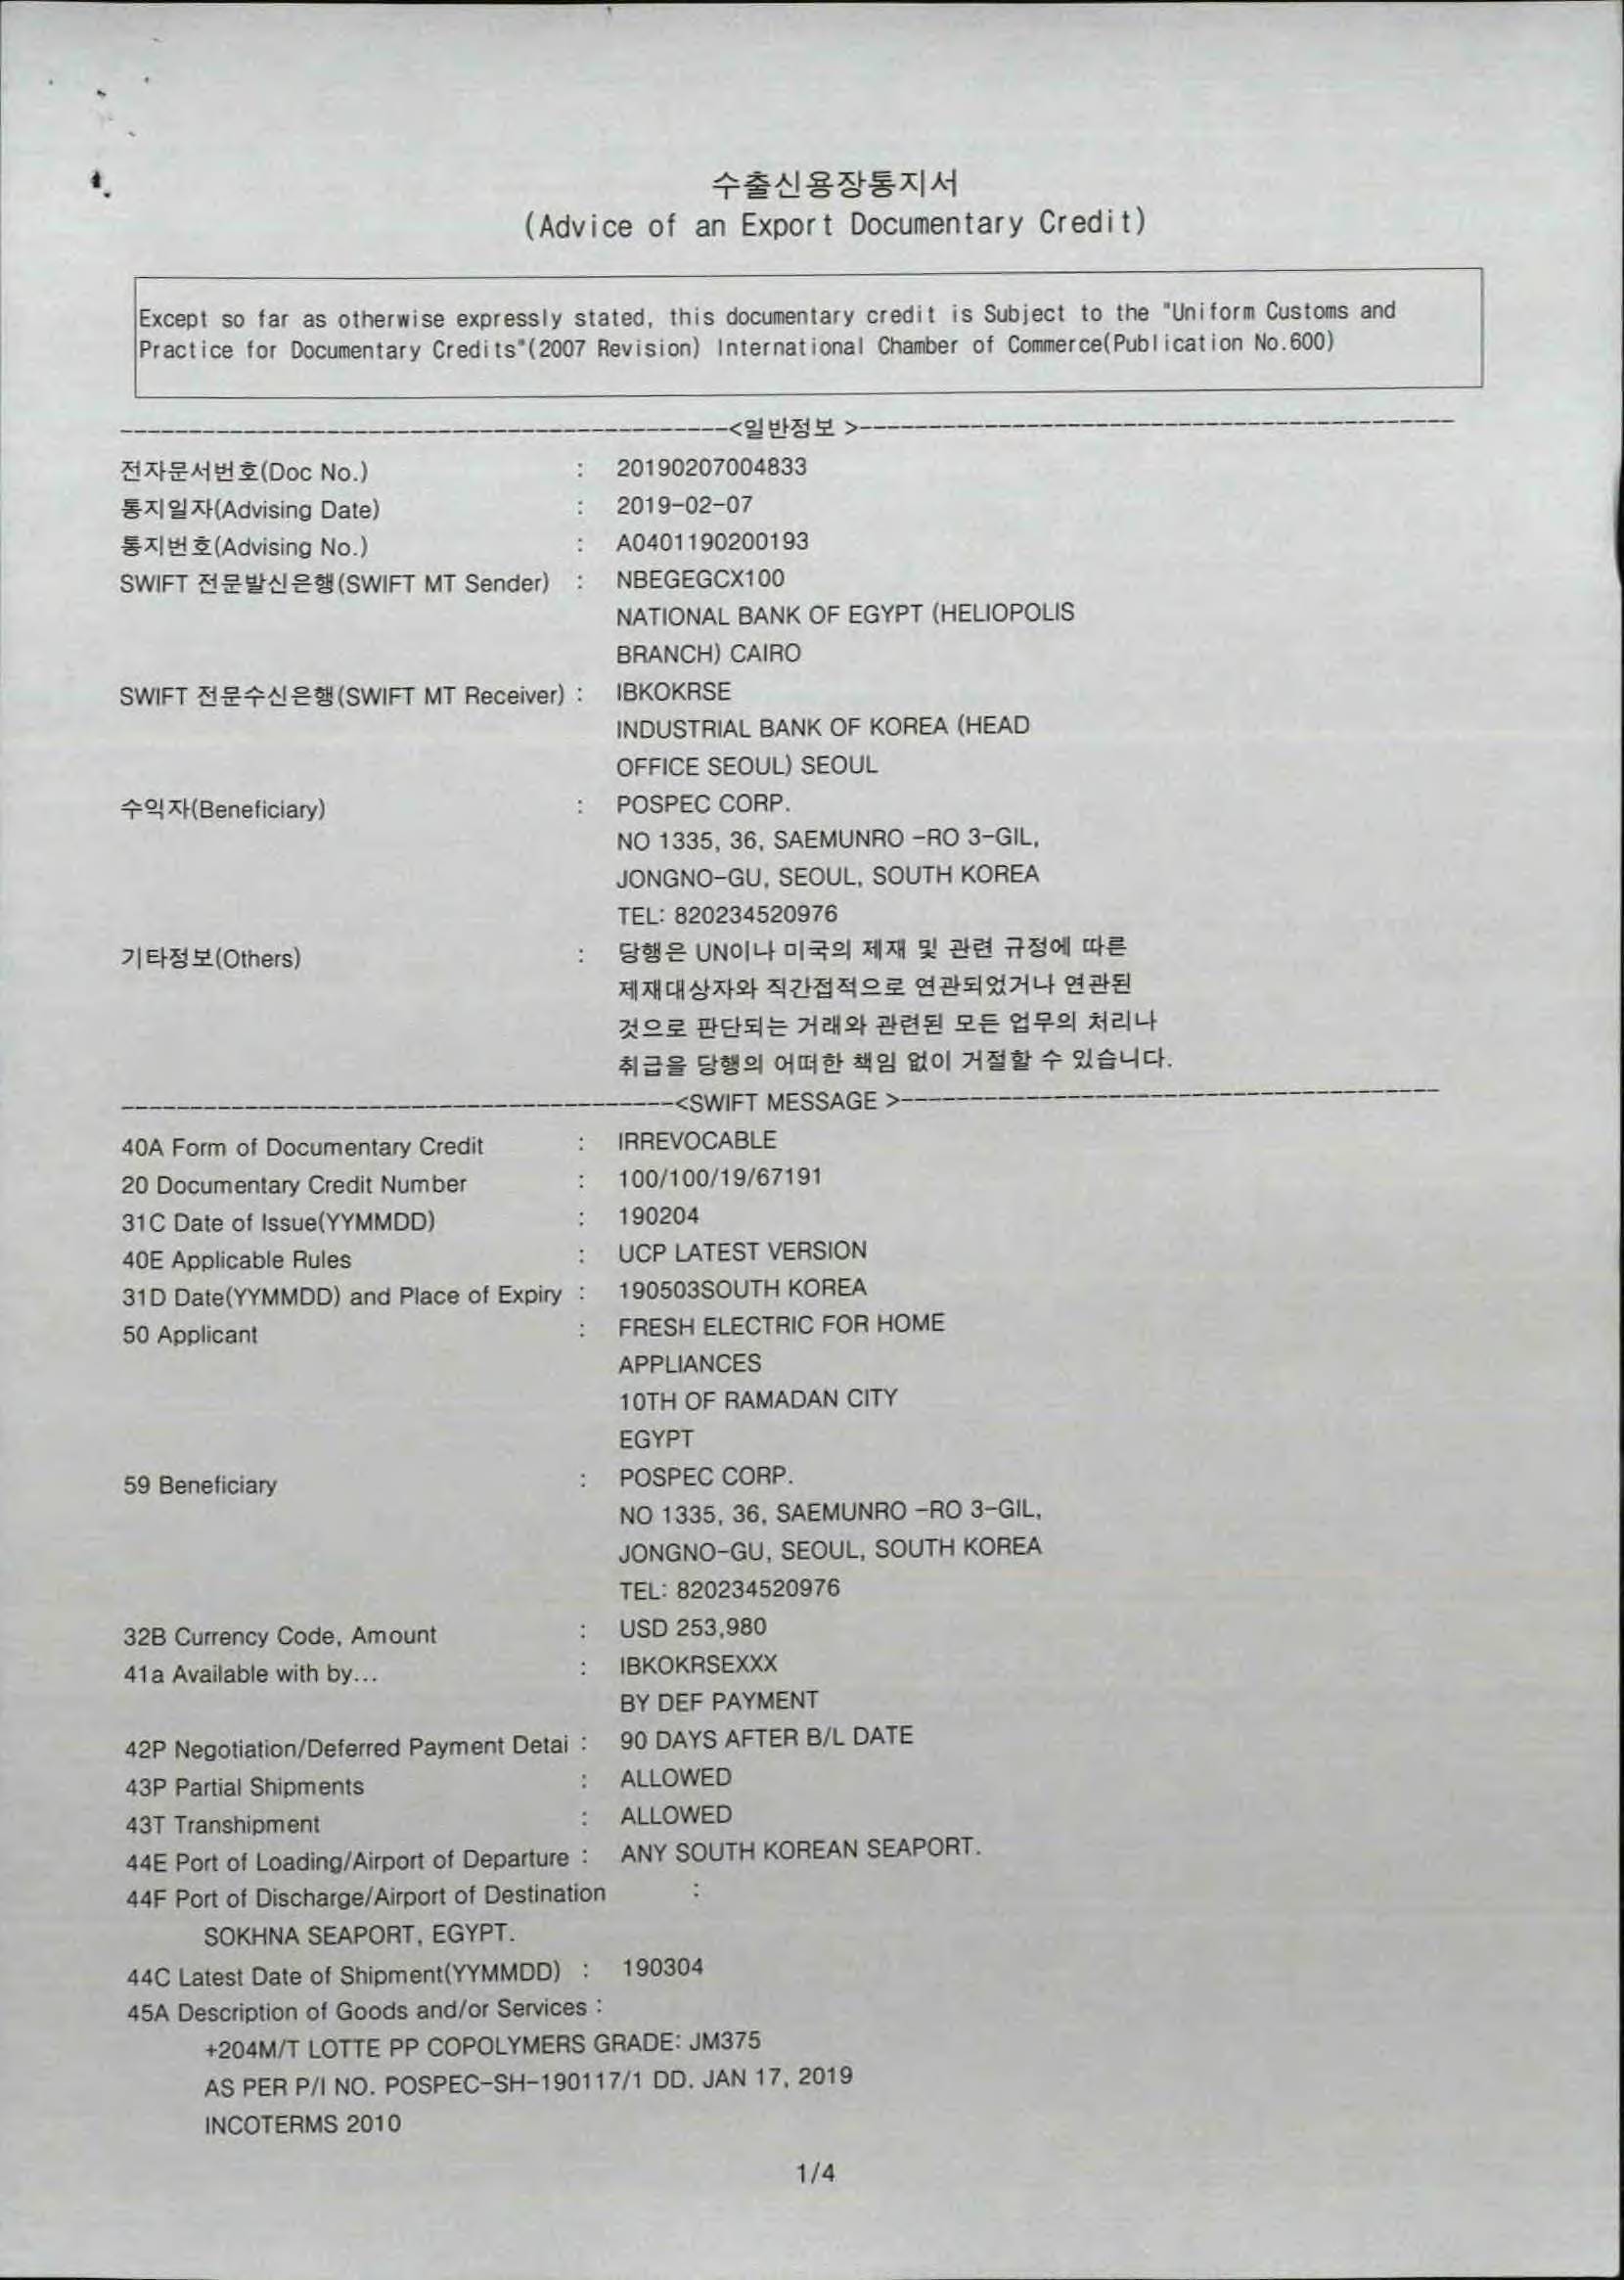 수출신용장통지서
(Advice of an Export Documentary Credit)
Except so far as otherwise expressly stated, this documentary credit is Subject to the "Uniform Customs and
Practice for Documentary Credits"(2007 Revision) International Chamber of Commerce(Publication No.600)
--------------------------------------------<일반정보 >--------------------------------------------
전자문서번호(Doc No.) : 20190207004833
통지일자(Advising Date) : 2019-02-07
통지번호(Advising No.) : A0401190200193
SWIFT 전문발신은행(SWIFT MT Sender) : NBEGEGCX100
NATIONAL BANK OF EGYPT (HELIOPOLIS
BRANCH) CAIRO
SWIFT 전문수신은행(SWIFT MT Receiver) : IBKOKRSE
INDUSTRIAL BANK OF KOREA (HEAD
OFFICE SEOUL) SEOUL
수익자(Beneficiary) : POSPEC CORP.
NO 1335, 36, SAEMUNRO -RO 3-GIL,
JONGNO-GU, SEOUL, SOUTH KOREA
TEL: 820234520976
기타정보(Others) : 당행은 UN이나 미국의 제재 및 관련 규정에 따른
제재대상자와 직간접적으로 연관되었거나 연관된
것으로 판단되는 거래와 관련된 모든 업무의 처리나
취급을 당행의 어떠한 책임 없이 거절할 수 있습니다.
----------------------------------------<SWIFT MESSAGE >----------------------------------------
40A Form of Documentary Credit : IRREVOCABLE
20 Documentary Credit Number : 100/100/19/67191
31C Date of Issue(YYMMDD) : 190204
40E Applicable Rules : UCP LATEST VERSION
31D Date(YYMMDD) and Place of Expiry : 190503SOUTH KOREA
50 Applicant : FRESH ELECTRIC FOR HOME
APPLIANCES
10TH OF RAMADAN CITY
EGYPT
59 Beneficiary : POSPEC CORP.
NO 1335, 36, SAEMUNRO -RO 3-GIL,
JONGNO-GU, SEOUL, SOUTH KOREA
TEL: 820234520976
32B Currency Code, Amount : USD 253,980
41a Available with by... : IBKOKRSEXXX
BY DEF PAYMENT
42P Negotiation/Deferred Payment Detai : 90 DAYS AFTER B/L DATE
43P Partial Shipments : ALLOWED
43T Transhipment : ALLOWED
44E Port of Loading/Airport of Departure : ANY SOUTH KOREAN SEAPORT.
44F Port of Discharge/Airport of Destination :
SOKHNA SEAPORT, EGYPT.
44C Latest Date of Shipment(YYMMDD) : 190304
45A Description of Goods and/or Services :
+204M/T LOTTE PP COPOLYMERS GRADE: JM375
AS PER P/I NO. POSPEC-SH-190117/1 DD. JAN 17, 2019
INCOTERMS 2010
1/4